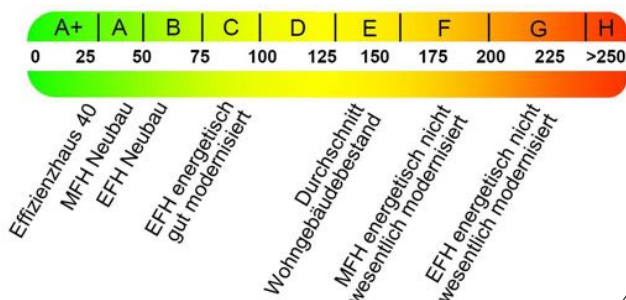 A+ A B C D E F G H
0 25 50 75 100 125 150 175 200 225 >250
Effizienzhaus 40
MFH Neubau
EFH Neubau
EFH energetisch
gut modernisiert
Durchschnitt
Wohngebäudebestand
MFH energetisch nicht
wesentlich modernisiert
EFH energetisch nicht
wesentlich modernisiert